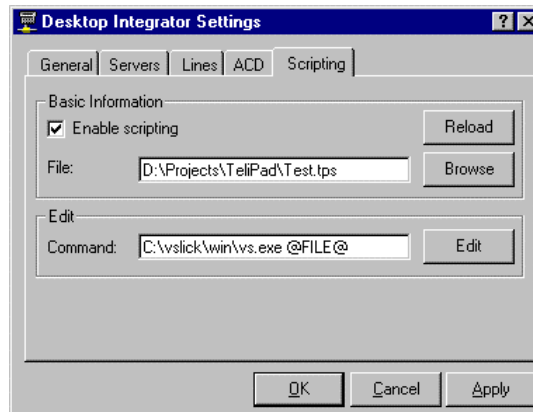 Desktop Integrator Settings
General Servers Lines ACD Scripting
Basic Information
Enable scripting Reload
File: D:\Projects\TeliPad\Test.tps Browse
Edit
Command: C:\vslick\win\vs.exe @FILE@ Edit
OK Cancel Apply